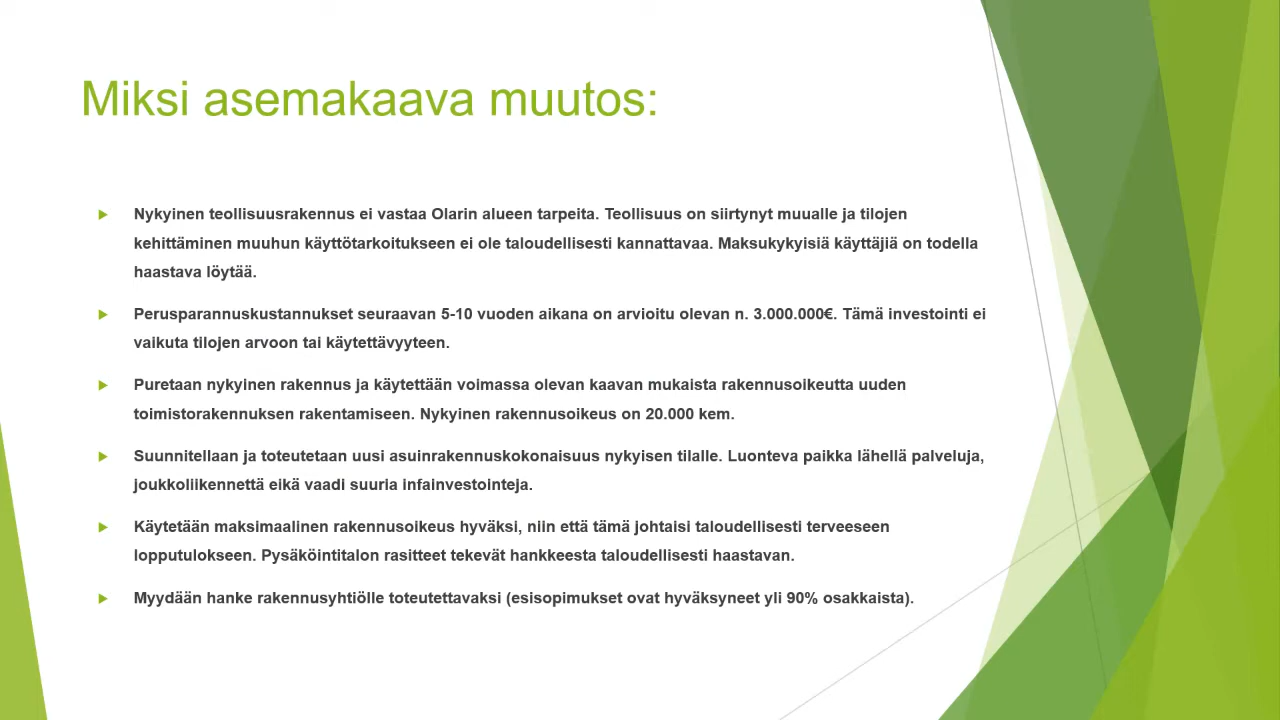 Miksi asemakaava muutos:
Nykyinen teollisuusrakennus ei vastaa Olarin alueen tarpeita. Teollisuus on siirtynyt muualle ja tilojen
kehittäminen muuhun käyttötarkoitukseen ei ole taloudellisesti kannattavaa. Maksukykyisiä käyttäjiä on todella
haastava löytää.
Perusparannuskustannukset seuraavan 5-10 vuoden aikana on arvioitu olevan n. 3.000.000€. Tämä investointi ei
vaikuta tilojen arvoon tai käytettävyyteen.
Puretaan nykyinen rakennus ja käytettään voimassa olevan kaavan mukaista rakennusoikeutta uuden
toimistorakennuksen rakentamiseen. Nykyinen rakennusoikeus on 20.000 kem.
Suunnitellaan ja toteutetaan uusi asuinrakennuskokonaisuus nykyisen tilalle. Luonteva paikka lähellä palveluja,
joukkoliikennettä eikä vaadi suuria infainvestointeja.
Käytetään maksimaalinen rakennusoikeus hyväksi, niin että tämä johtaisi taloudellisesti terveeseen
lopputulokseen. Pysäköintitalon rasitteet tekevät hankkeesta taloudellisesti haastavan.
Myydään hanke rakennusyhtiölle toteutettavaksi (esisopimukset ovat hyväksyneet yli 90% osakkaista).